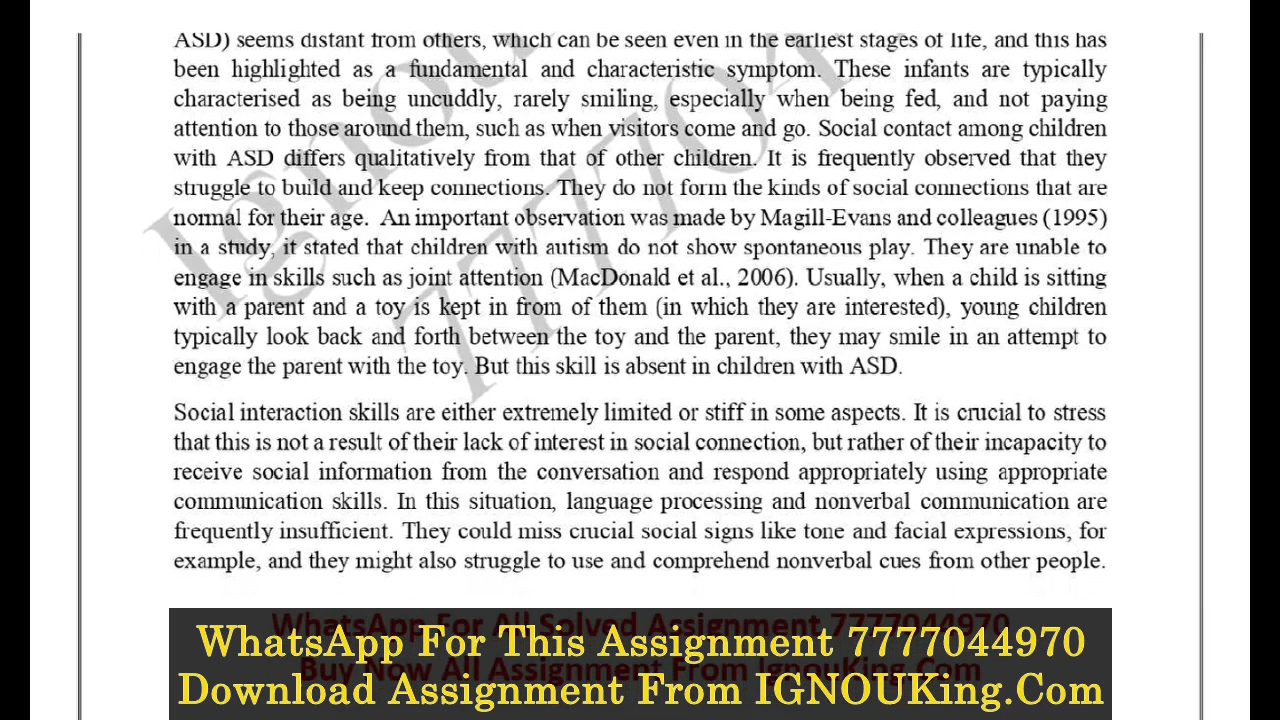 ASD) seems distant from others, which can be seen even in the earliest stages of life, and this has
been highlighted as a fundamental and characteristic symptom. These infants are typically
characterised as being uncuddly, rarely smiling, especially when being fed, and not paying
attention to those around them, such as when visitors come and go. Social contact among children
with ASD differs qualitatively from that of other children. It is frequently observed that they
struggle to build and keep connections. They do not form the kinds of social connections that are
normal for their age. An important observation was made by Magill-Evans and colleagues (1995)
in a study, it stated that children with autism do not show spontaneous play. They are unable to
engage in skills such as joint attention (MacDonald et al., 2006). Usually, when a child is sitting
with a parent and a toy is kept in from of them (in which they are interested), young children
typically look back and forth between the toy and the parent, they may smile in an attempt to
engage the parent with the toy. But this skill is absent in children with ASD.
Social interaction skills are either extremely limited or stiff in some aspects. It is crucial to stress
that this is not a result of their lack of interest in social connection, but rather of their incapacity to
receive social information from the conversation and respond appropriately using appropriate
communication skills. In this situation, language processing and nonverbal communication are
frequently insufficient. They could miss crucial social signs like tone and facial expressions, for
example, and they might also struggle to use and comprehend nonverbal cues from other people.
WhatsApp For All Solved Assignment 7777044970
WhatsApp For This Assignment 7777044970
Buy Now All Assignment From IgnouKing.Com
Download Assignment From IGNOUKing.Com
Ignou
777704